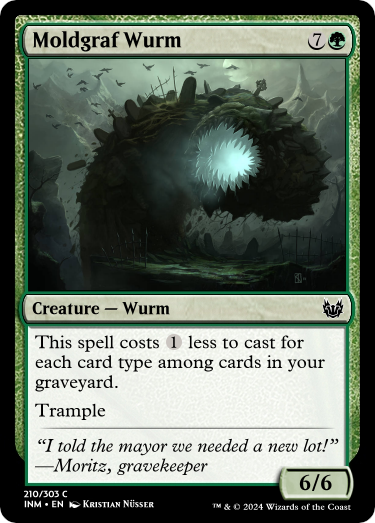 Moldgraf Wurm 7
Creature — Wurm
This spell costs 1 less to cast for
each card type among cards in your
graveyard.
Trample
“I told the mayor we needed a new lot!”
—Moritz, gravekeeper
6/6
210/303 C
INM • EN Kristian Nüsser
™ & © 2024 Wizards of the Coast